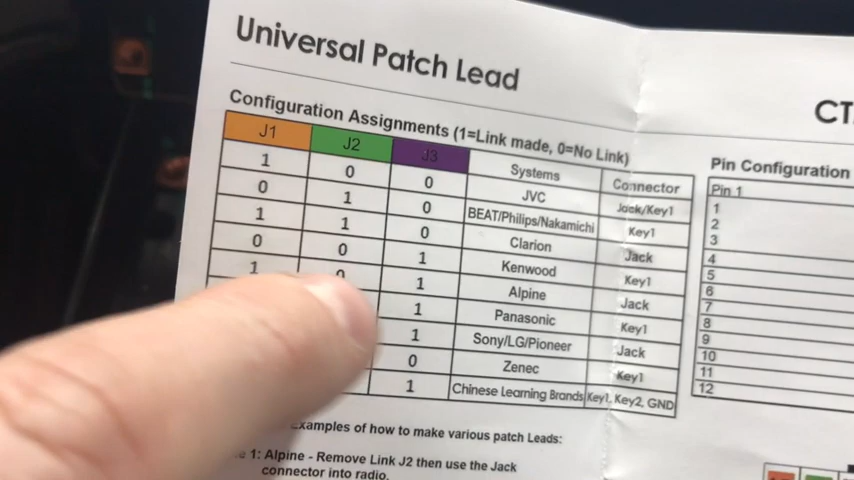 Universal Patch Lead
CT
Configuration Assignments (1=Link made, 0=No Link)
J1 J2 J3 Systems Connector
1 0 0 JVC Jack/Key1
0 1 0 BEAT/Philips/Nakamichi Key1
1 1 0 Clarion Jack
0 0 1 Kenwood Key1
1 0 1 Alpine Jack
1 Panasonic Key1
1 Sony/LG/Pioneer Jack
0 Zenec Key1
1 Chinese Learning Brands Key1, Key2, GND
Pin Configuration
Pin 1
1
2
3
4
5
6
7
8
9
10
11
12
Examples of how to make various patch Leads:
1: Alpine - Remove Link J2 then use the Jack
connector into radio.